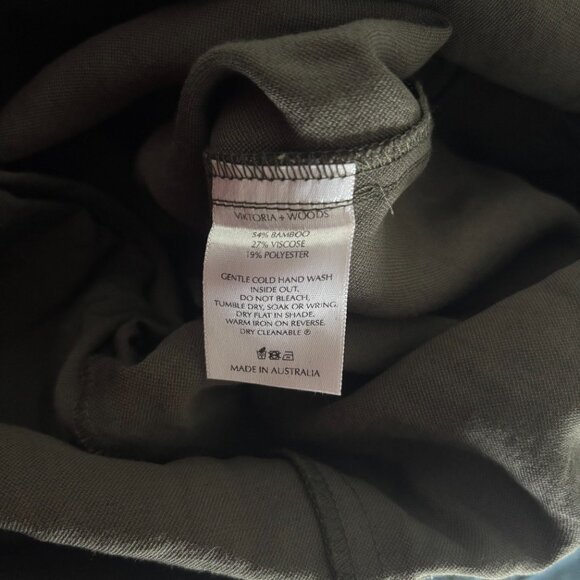 VIKTORIA + WOODS
54% BAMBOO
27% VISCOSE
19% POLYESTER
GENTLE COLD HAND WASH
INSIDE OUT.
DO NOT BLEACH,
TUMBLE DRY, SOAK OR WRING.
DRY FLAT IN SHADE.
WARM IRON ON REVERSE.
DRY CLEANABLE Ⓟ
MADE IN AUSTRALIA